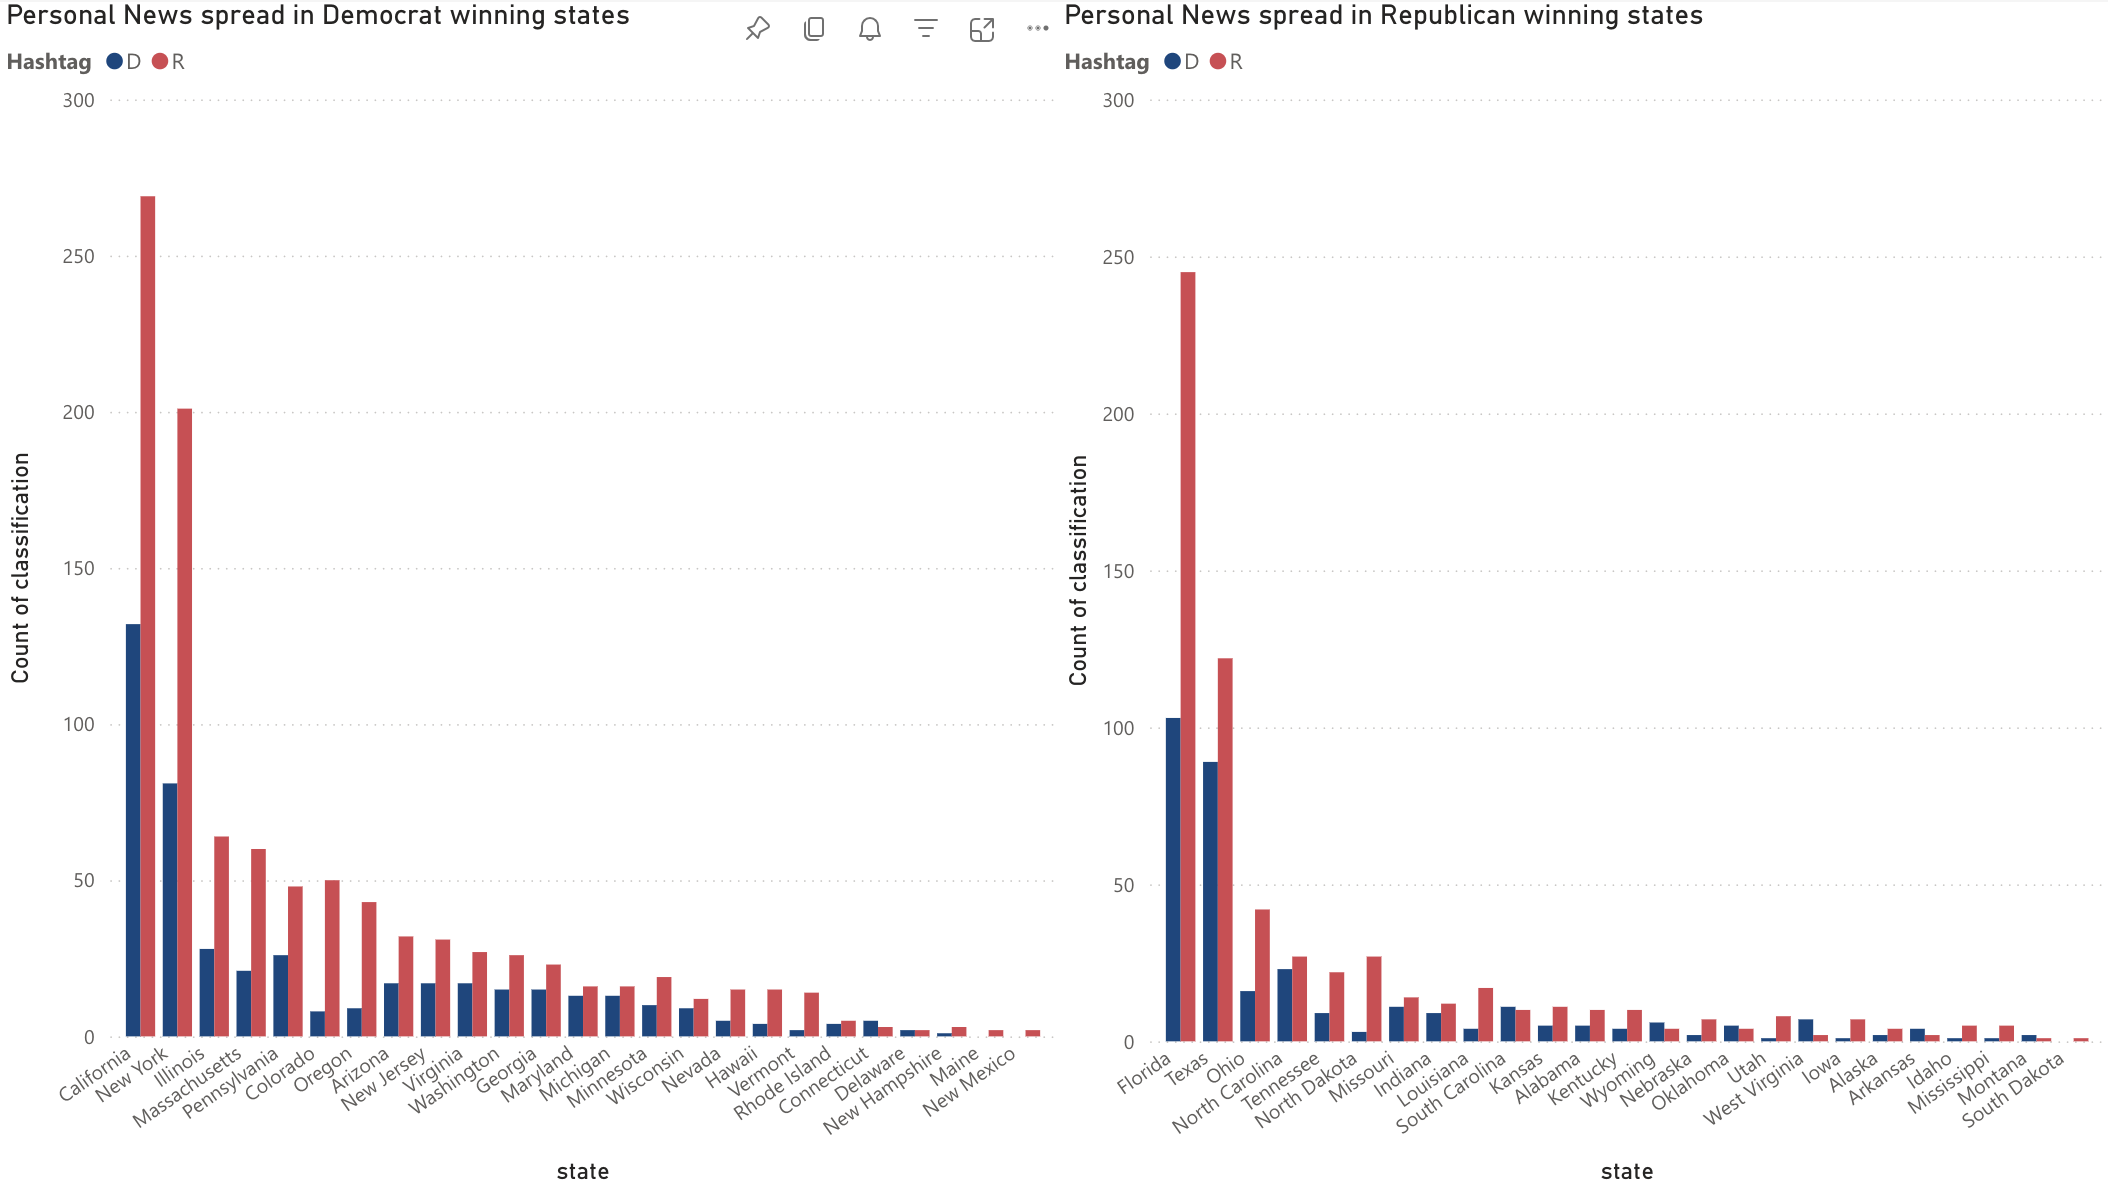 Personal News spread in Democrat winning states
Hashtag D R
300
250
200
150
100
50
0
Count of classification
California
New York
Illinois
Massachusetts
Pennsylvania
Colorado
Oregon
Arizona
New Jersey
Virginia
Washington
Georgia
Maryland
Michigan
Minnesota
Wisconsin
Nevada
Hawaii
Vermont
Rhode Island
Connecticut
Delaware
New Hampshire
Maine
New Mexico
state
Personal News spread in Republican winning states
Hashtag D R
300
250
200
150
100
50
0
Count of classification
Florida
Texas
Ohio
North Carolina
Tennessee
North Dakota
Missouri
Indiana
Louisiana
South Carolina
Kansas
Alabama
Kentucky
Wyoming
Nebraska
Oklahoma
Utah
West Virginia
Iowa
Alaska
Arkansas
Idaho
Mississippi
Montana
South Dakota
state